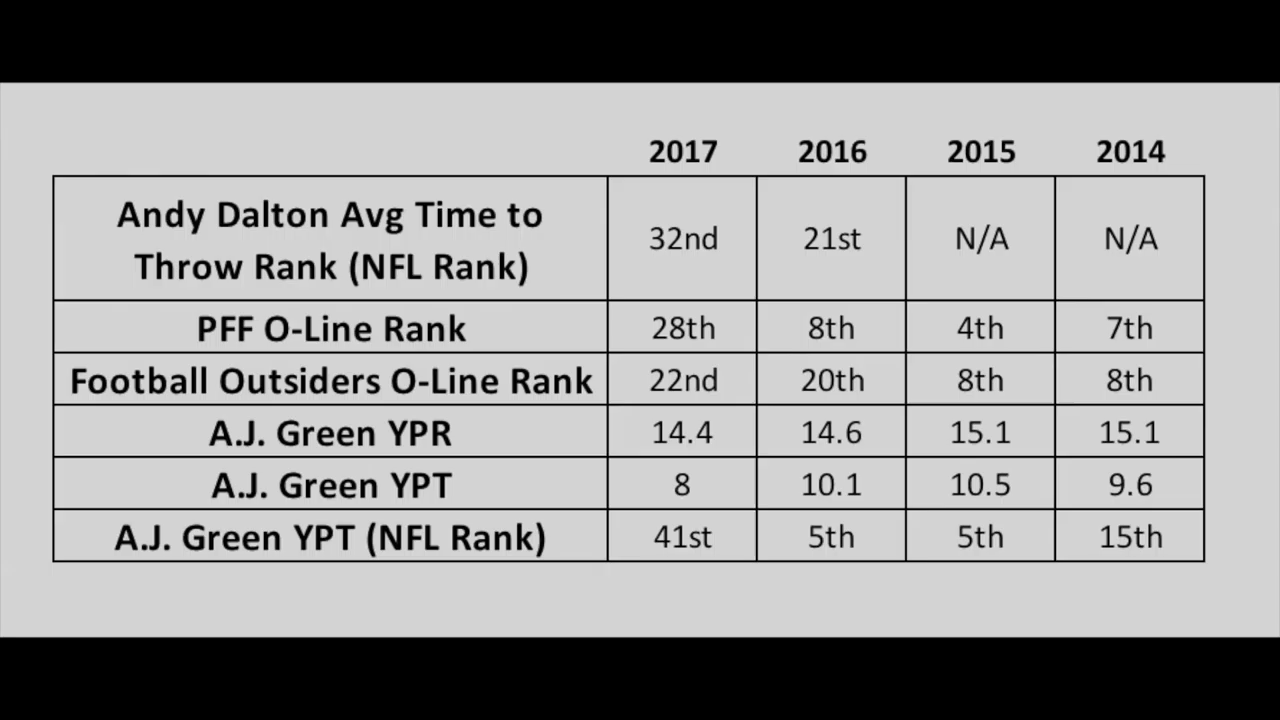 2017 2016 2015 2014
Andy Dalton Avg Time to
Throw Rank (NFL Rank) 32nd 21st N/A N/A
PFF O-Line Rank 28th 8th 4th 7th
Football Outsiders O-Line Rank 22nd 20th 8th 8th
A.J. Green YPR 14.4 14.6 15.1 15.1
A.J. Green YPT 8 10.1 10.5 9.6
A.J. Green YPT (NFL Rank) 41st 5th 5th 15th